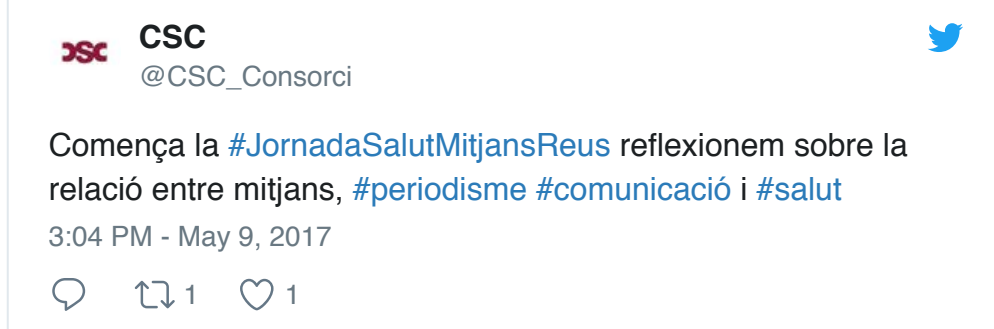 CSC
CSC
@CSC_Consorci
Comença la #JornadaSalutMitjansReus reflexionem sobre la
relació entre mitjans, #periodisme #comunicació i #salut
3:04 PM - May 9, 2017
1 1